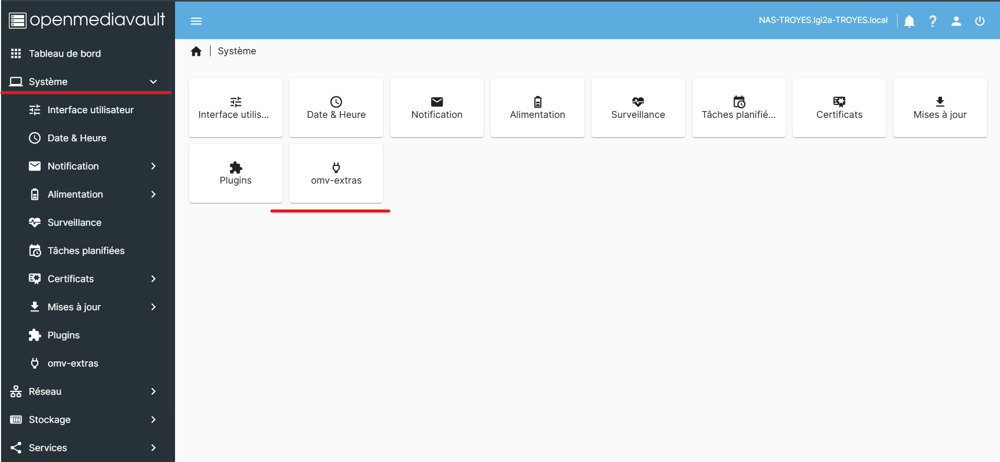 openmediavault
NAS-TROYES.lgi2a-TROYES.local
Tableau de bord
Système
Interface utilisateur
Date & Heure
Notification
Alimentation
Surveillance
Tâches planifiées
Certificats
Mises à jour
Plugins
omv-extras
Réseau
Stockage
Services
Système
Interface utilis...
Date & Heure
Notification
Alimentation
Surveillance
Tâches planifié...
Certificats
Mises à jour
Plugins
omv-extras